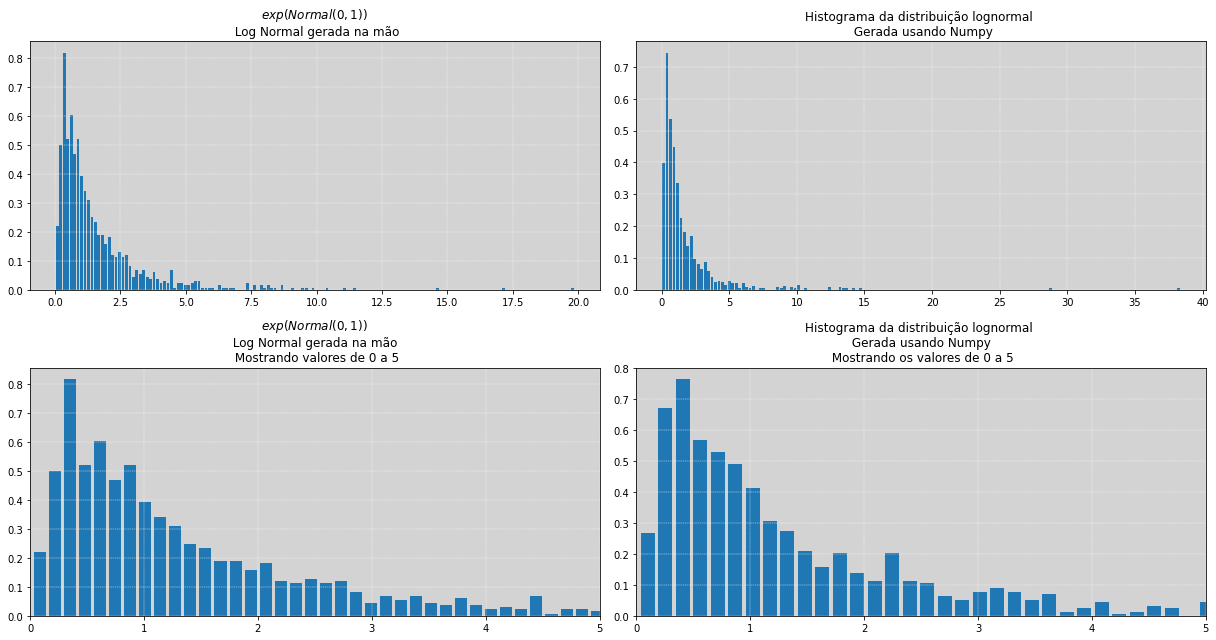 exp(Normal(0, 1))
Log Normal gerada na mão
0.8
0.7
0.6
0.5
0.4
0.3
0.2
0.1
0.0
0.0 2.5 5.0 7.5 10.0 12.5 15.0 17.5 20.0
Histograma da distribuição lognormal
Gerada usando Numpy
0.7
0.6
0.5
0.4
0.3
0.2
0.1
0.0
0 5 10 15 20 25 30 35 40
exp(Normal(0, 1))
Log Normal gerada na mão
Mostrando valores de 0 a 5
0.8
0.7
0.6
0.5
0.4
0.3
0.2
0.1
0.0
0 1 2 3 4 5
Histograma da distribuição lognormal
Gerada usando Numpy
Mostrando os valores de 0 a 5
0.8
0.7
0.6
0.5
0.4
0.3
0.2
0.1
0.0
0 1 2 3 4 5